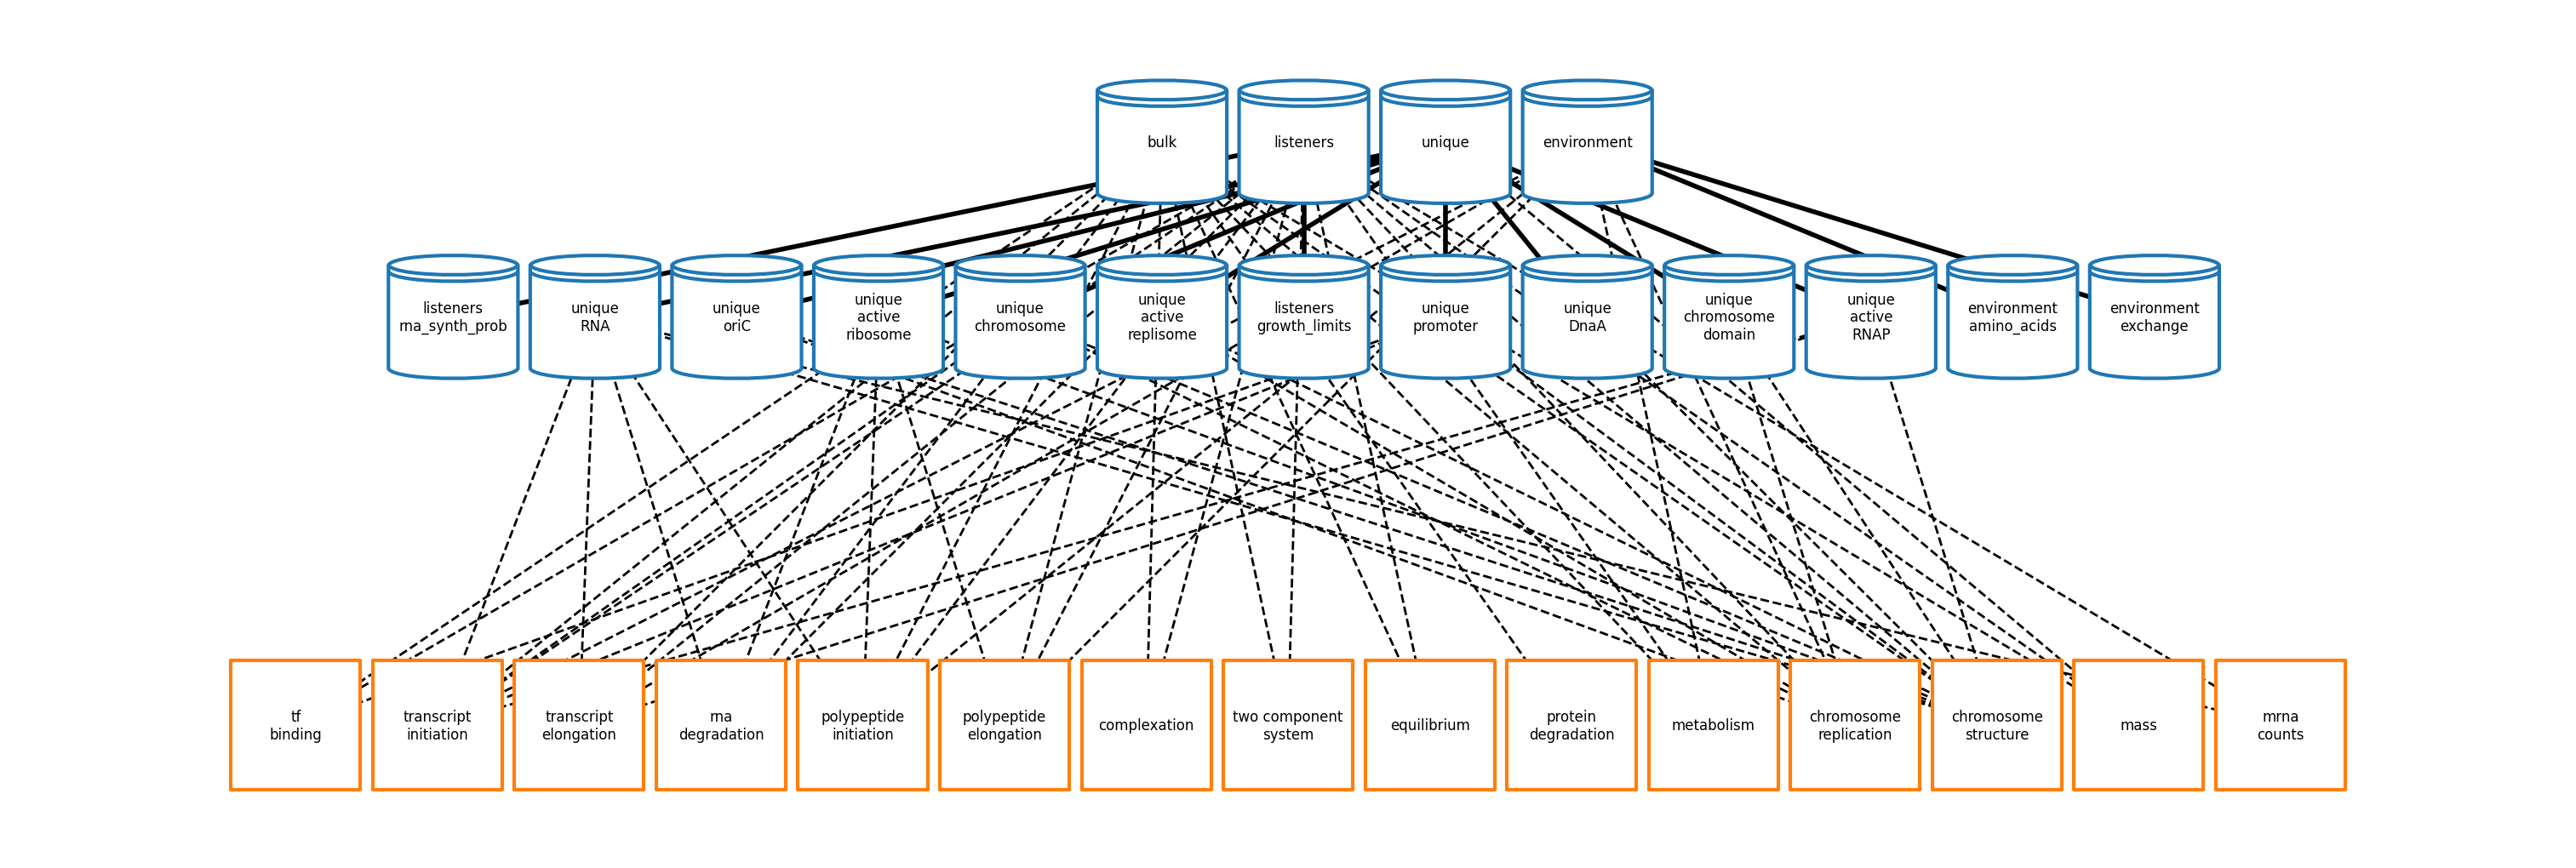 bulk
listeners
unique
environment
listeners
rna_synth_prob
unique
RNA
unique
oriC
unique
active
ribosome
unique
chromosome
unique
active
replisome
listeners
growth_limits
unique
promoter
unique
DnaA
unique
chromosome
domain
unique
active
RNAP
environment
amino_acids
environment
exchange
tf
binding
transcript
initiation
transcript
elongation
rna
degradation
polypeptide
initiation
polypeptide
elongation
complexation
two component
system
equilibrium
protein
degradation
metabolism
chromosome
replication
chromosome
structure
mass
mrna
counts